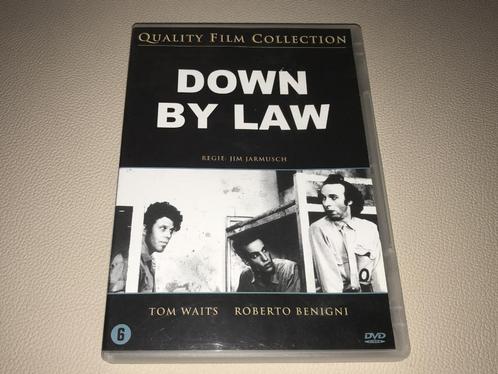 QUALITY FILM COLLECTION
DOWN
BY LAW
REGIE: JIM JARMUSCH
TOM WAITS ROBERTO BENIGNI
6
DVD